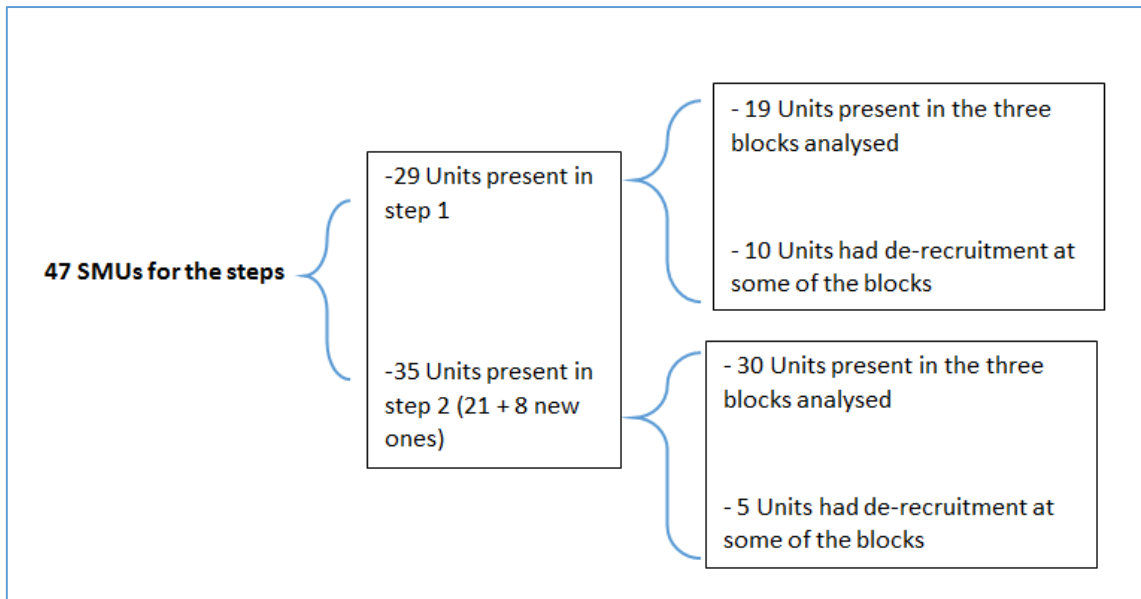 47 SMUs for the steps
-29 Units present in
step 1
-35 Units present in
step 2 (21 + 8 new
ones)
- 19 Units present in the three
blocks analysed
- 10 Units had de-recruitment at
some of the blocks
- 30 Units present in the three
blocks analysed
- 5 Units had de-recruitment at
some of the blocks